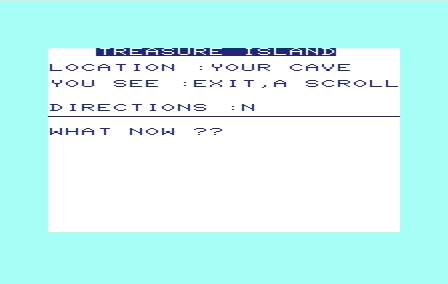 TREASURE ISLAND
LOCATION :YOUR CAVE
YOU SEE :EXIT,A SCROLL
DIRECTIONS :N
WHAT NOW ??